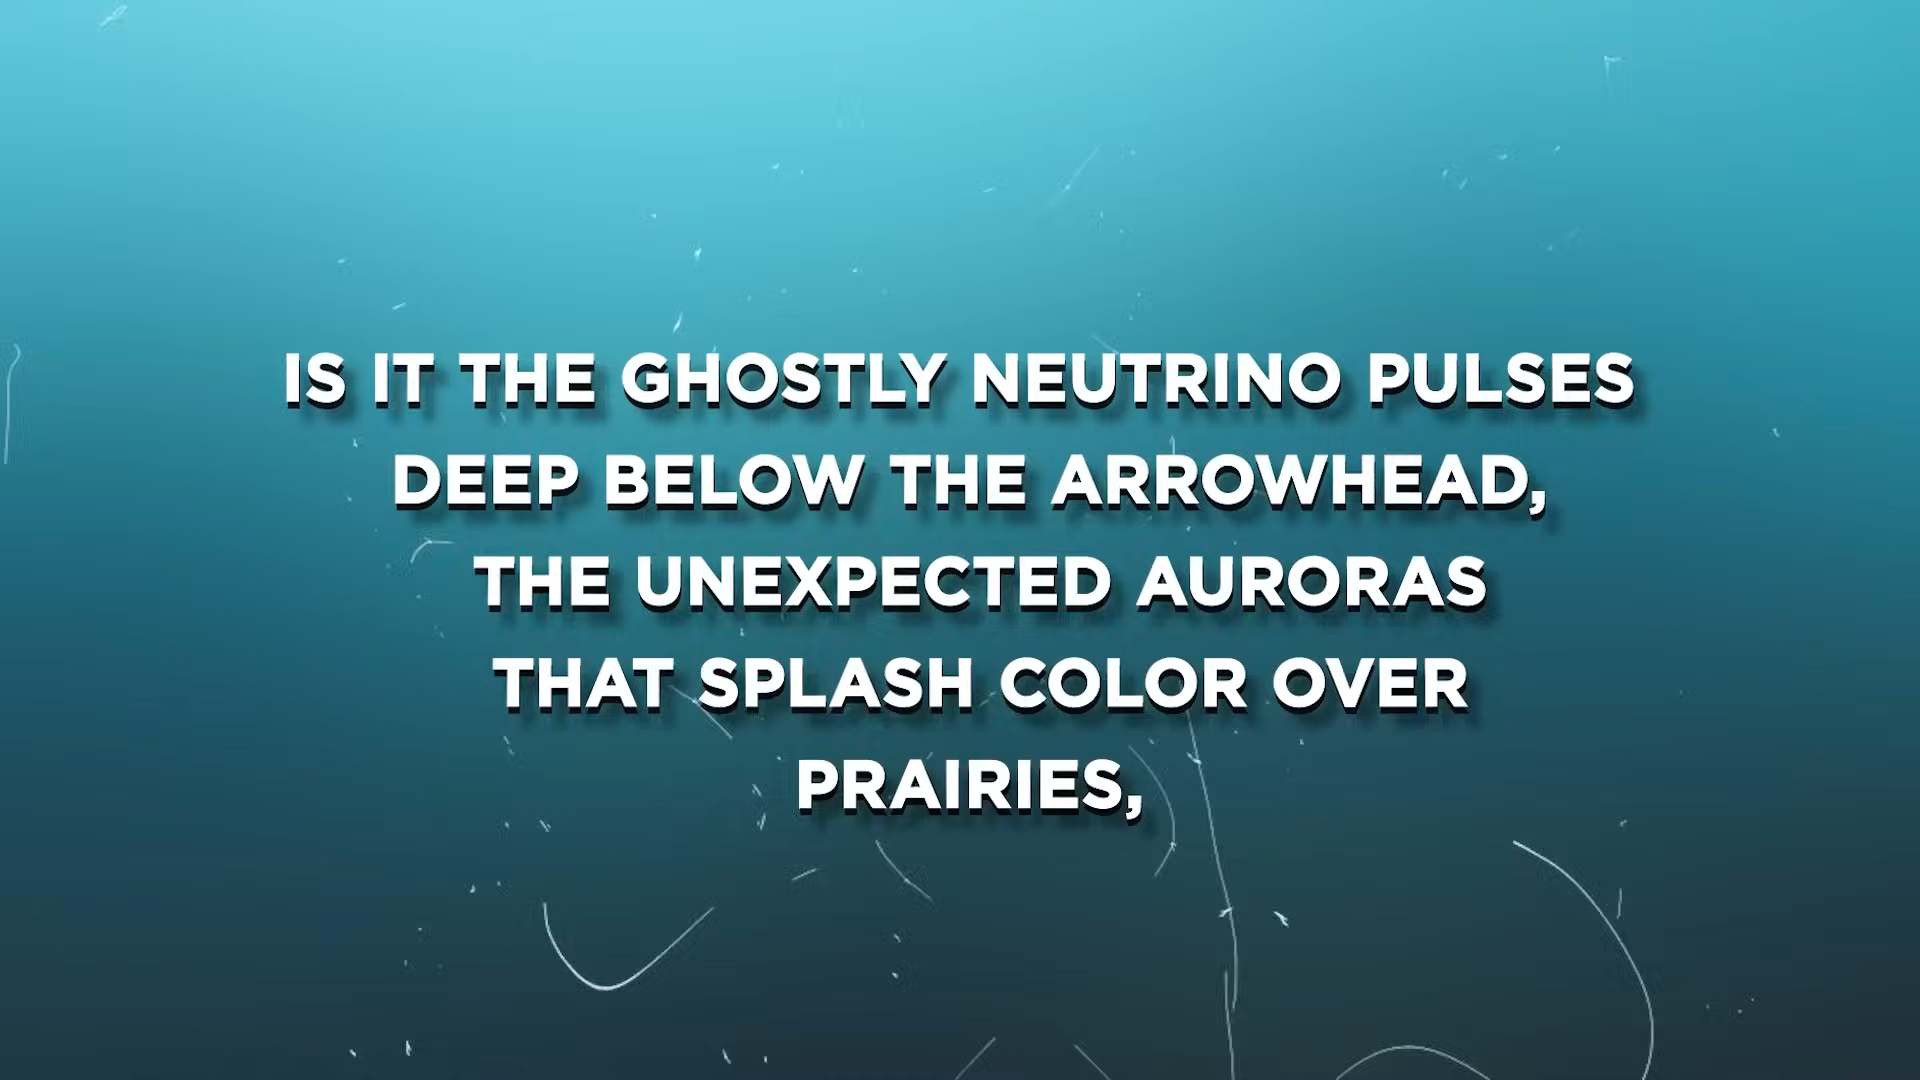 IS IT THE GHOSTLY NEUTRINO PULSES
DEEP BELOW THE ARROWHEAD,
THE UNEXPECTED AURORAS
THAT SPLASH COLOR OVER
PRAIRIES,